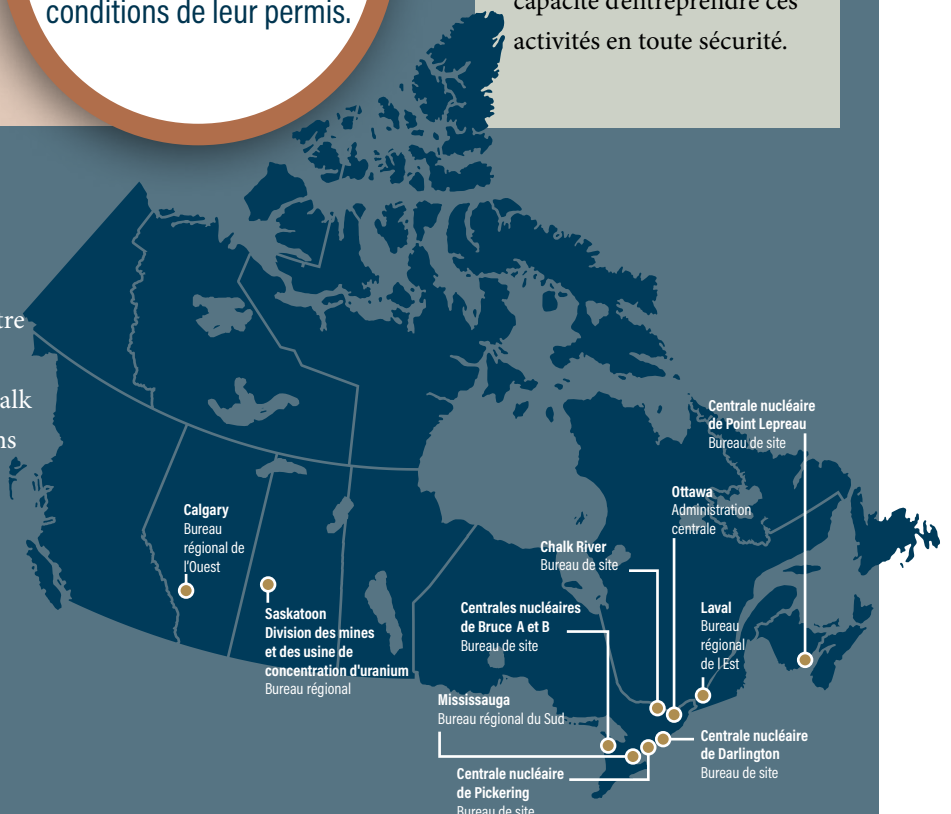 conditions de leur permis.
capacité d'entreprendre ces
activités en toute sécurité.
tre
alk
ns
Centrale nucléaire
de Point Lepreau
Bureau de site
Ottawa
Administration
centrale
Calgary
Bureau
régional de
l'Ouest
Chalk River
Bureau de site
Saskatoon
Division des mines
et des usine de
concentration d'uranium
Bureau régional
Centrales nucléaires
de Bruce A et B
Bureau de site
Laval
Bureau
régional
de l Est
Mississauga
Bureau régional du Sud
Centrale nucléaire
de Darlington
Bureau de site
Centrale nucléaire
de Pickering
Bureau de site